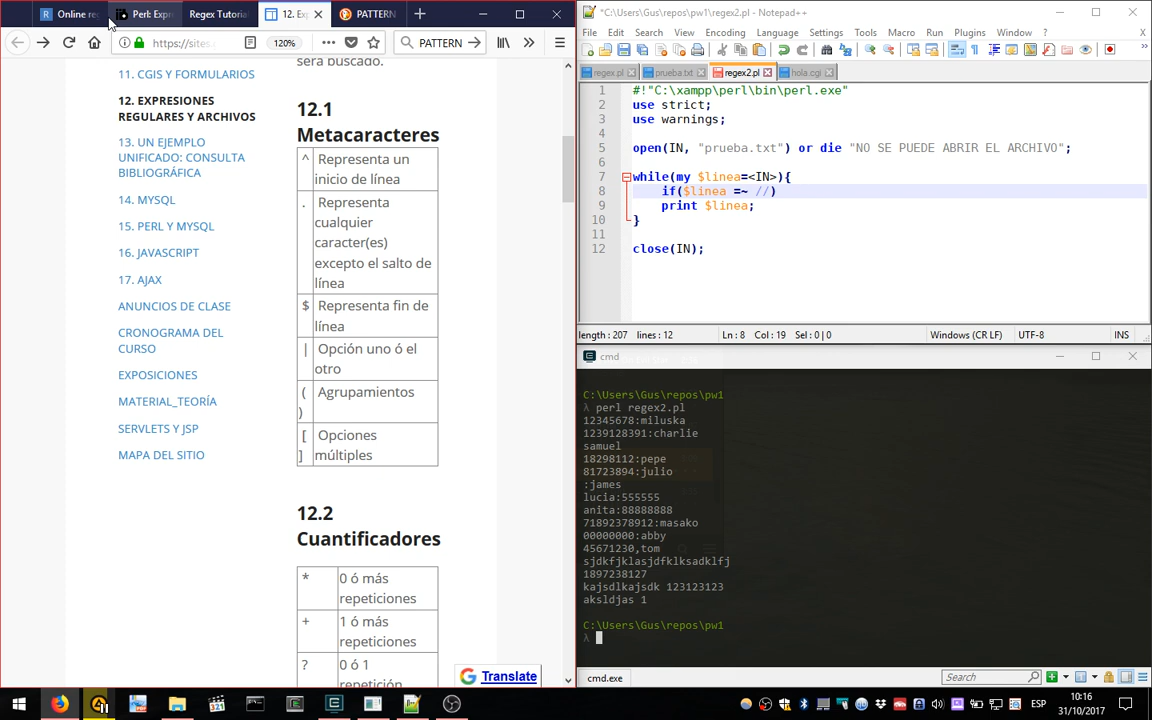 Online re
Perl: Expr
Regex Tutorial
12. Ex
PATTERN
https://sites.
120%
PATTERN
será buscado.
11. CGIS Y FORMULARIOS
12. EXPRESIONES
REGULARES Y ARCHIVOS
13. UN EJEMPLO
UNIFICADO: CONSULTA
BIBLIOGRÁFICA
14. MYSQL
15. PERL Y MYSQL
16. JAVASCRIPT
17. AJAX
ANUNCIOS DE CLASE
CRONOGRAMA DEL
CURSO
EXPOSICIONES
MATERIAL_TEORÍA
SERVLETS Y JSP
MAPA DEL SITIO
12.1
Metacaracteres
^ Representa un
inicio de línea
. Representa
cualquier
caracter(es)
excepto el salto de
línea
$ Representa fin de
línea
| Opción uno ó el
otro
( Agrupamientos
)
[ Opciones
] múltiples
12.2
Cuantificadores
* 0 ó más
repeticiones
+ 1 ó más
repeticiones
? 0 ó 1
repetición
Translate
*C:\Users\Gus\repos\pw1\regex2.pl - Notepad++
File Edit Search View Encoding Language Settings Tools Macro Run Plugins Window ?
X
regex.pl prueba.txt regex2.pl hola.cgi
1 #!"C:\xampp\perl\bin\perl.exe"
2 use strict;
3 use warnings;
4
5 open(IN, "prueba.txt") or die "NO SE PUEDE ABRIR EL ARCHIVO";
6
7 while(my $linea=<IN>){
8 if($linea =~ //)
9 print $linea;
10 }
11
12 close(IN);
length : 207 lines : 12 Ln : 8 Col : 19 Sel : 0 | 0 Windows (CR LF) UTF-8 INS
cmd
C:\Users\Gus\repos\pw1
λ perl regex2.pl
12345678:miluska
1239128391:charlie
samuel
18298112:pepe
81723894:julio
:james
lucia:555555
anita:88888888
71892378912:masako
00000000:abby
45671230,tom
sjdkfjklasjdfklksadklfj
1897238127
kajsdlkajsdk 123123123
aksldjas 1
C:\Users\Gus\repos\pw1
λ
cmd.exe
Search
ESP
10:16
31/10/2017